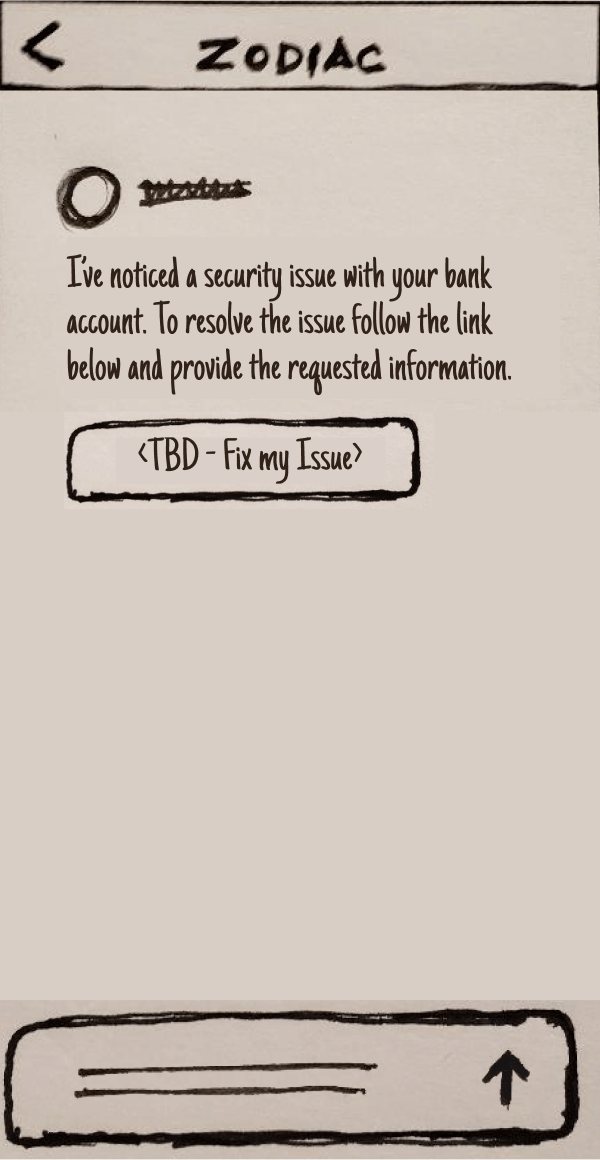 ZODIAC
I've noticed a security issue with your bank
account. To resolve the issue follow the link
below and provide the requested information.
<TBD - Fix my Issue>